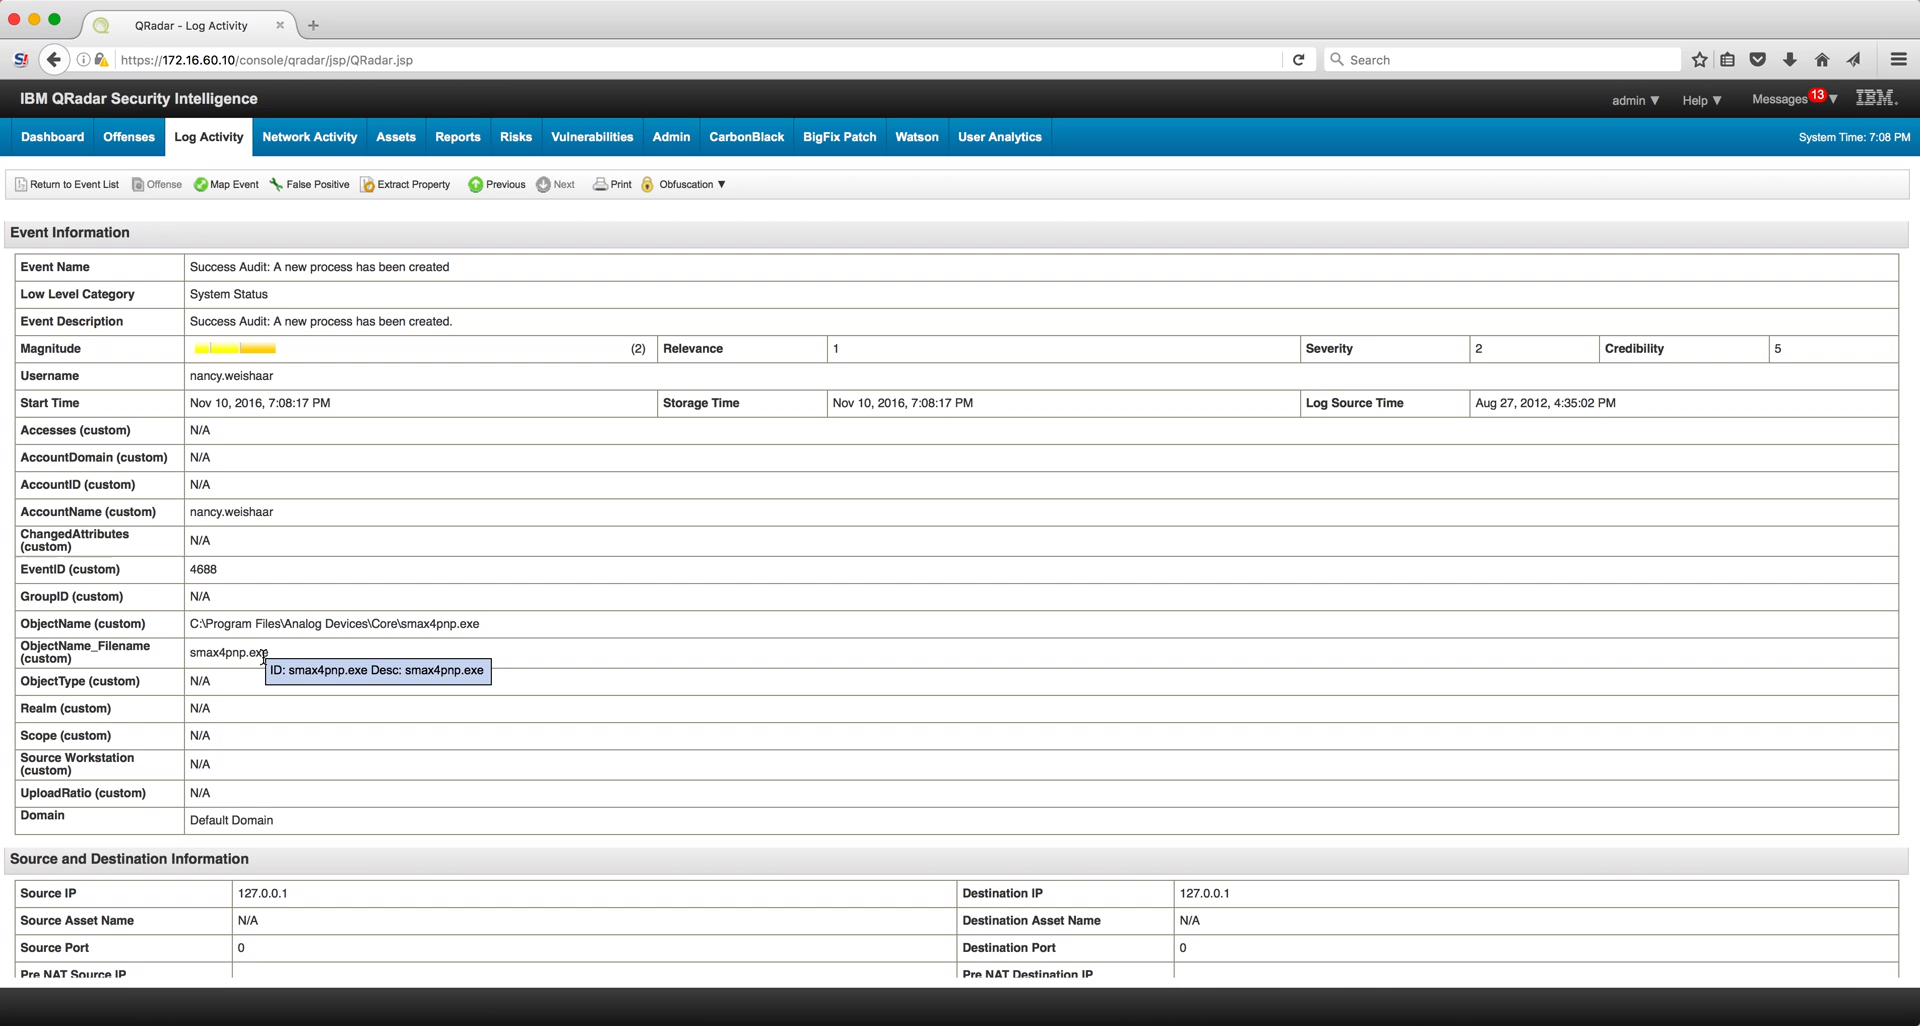 QRadar - Log Activity
https://172.16.60.10/console/qradar/jsp/QRadar.jsp
Search
IBM QRadar Security Intelligence
admin ▼ Help ▼ Messages 13 ▼ IBM.
Dashboard Offenses Log Activity Network Activity Assets Reports Risks Vulnerabilities Admin CarbonBlack BigFix Patch Watson User Analytics System Time: 7:08 PM
Return to Event List Offense Map Event False Positive Extract Property Previous Next Print Obfuscation ▼
Event Information
Event Name Success Audit: A new process has been created
Low Level Category System Status
Event Description Success Audit: A new process has been created.
Magnitude (2) Relevance 1 Severity 2 Credibility 5
Username nancy.weishaar
Start Time Nov 10, 2016, 7:08:17 PM Storage Time Nov 10, 2016, 7:08:17 PM Log Source Time Aug 27, 2012, 4:35:02 PM
Accesses (custom) N/A
AccountDomain (custom) N/A
AccountID (custom) N/A
AccountName (custom) nancy.weishaar
ChangedAttributes
(custom) N/A
EventID (custom) 4688
GroupID (custom) N/A
ObjectName (custom) C:\Program Files\Analog Devices\Core\smax4pnp.exe
ObjectName_Filename
(custom) smax4pnp.exe
ID: smax4pnp.exe Desc: smax4pnp.exe
ObjectType (custom) N/A
Realm (custom) N/A
Scope (custom) N/A
Source Workstation
(custom) N/A
UploadRatio (custom) N/A
Domain Default Domain
Source and Destination Information
Source IP 127.0.0.1 Destination IP 127.0.0.1
Source Asset Name N/A Destination Asset Name N/A
Source Port 0 Destination Port 0
Pre NAT Source IP Pre NAT Destination IP